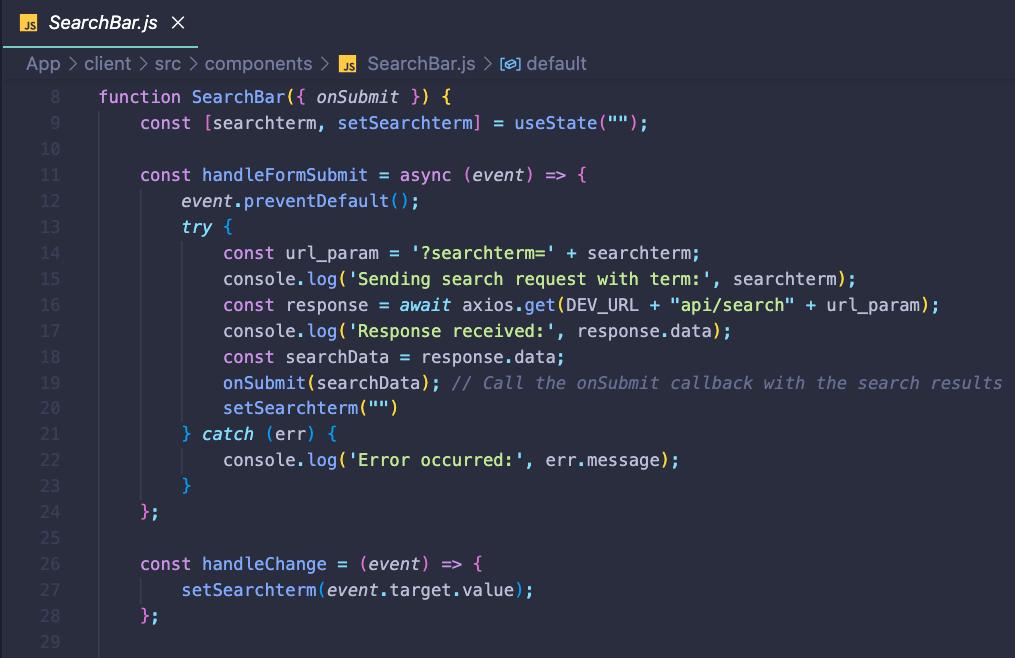 JS SearchBar.js ×
App > client > src > components > JS SearchBar.js > default
8 function SearchBar({ onSubmit }) {
9 const [searchterm, setSearchterm] = useState("");
10
11 const handleFormSubmit = async (event) => {
12 event.preventDefault();
13 try {
14 const url_param = '?searchterm=' + searchterm;
15 console.log('Sending search request with term:', searchterm);
16 const response = await axios.get(DEV_URL + "api/search" + url_param);
17 console.log('Response received:', response.data);
18 const searchData = response.data;
19 onSubmit(searchData); // Call the onSubmit callback with the search results
20 setSearchterm("")
21 } catch (err) {
22 console.log('Error occurred:', err.message);
23 }
24 };
25
26 const handleChange = (event) => {
27 setSearchterm(event.target.value);
28 };
29